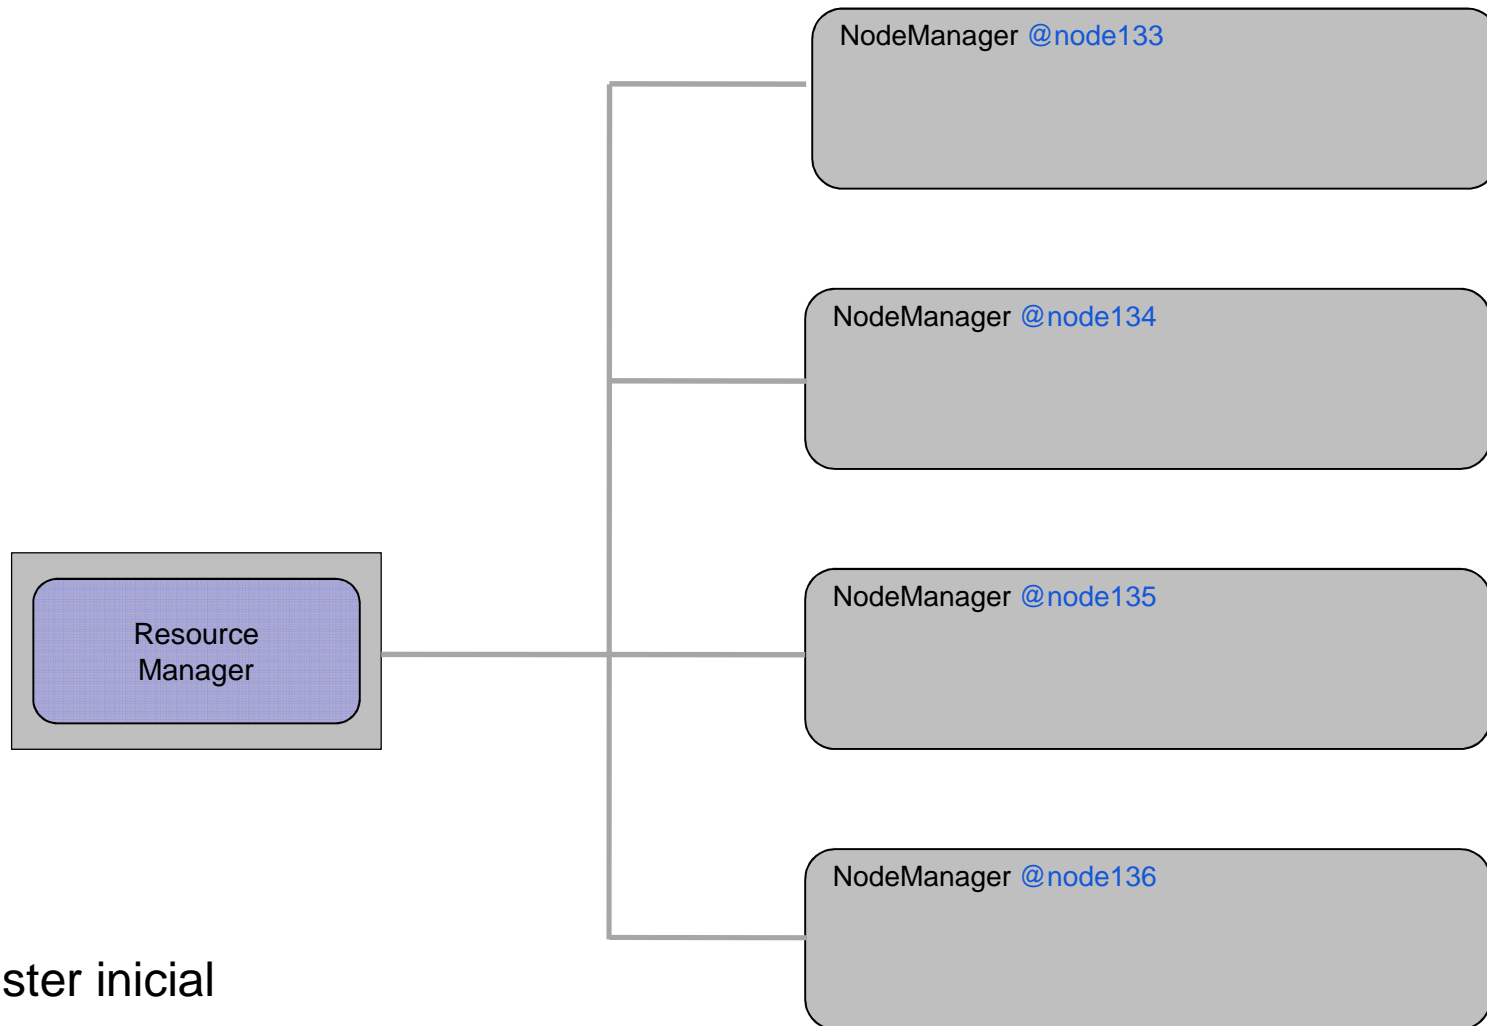 NodeManager @node133
NodeManager @node134
NodeManager @node135
Resource
Manager
NodeManager @node136
ster inicial